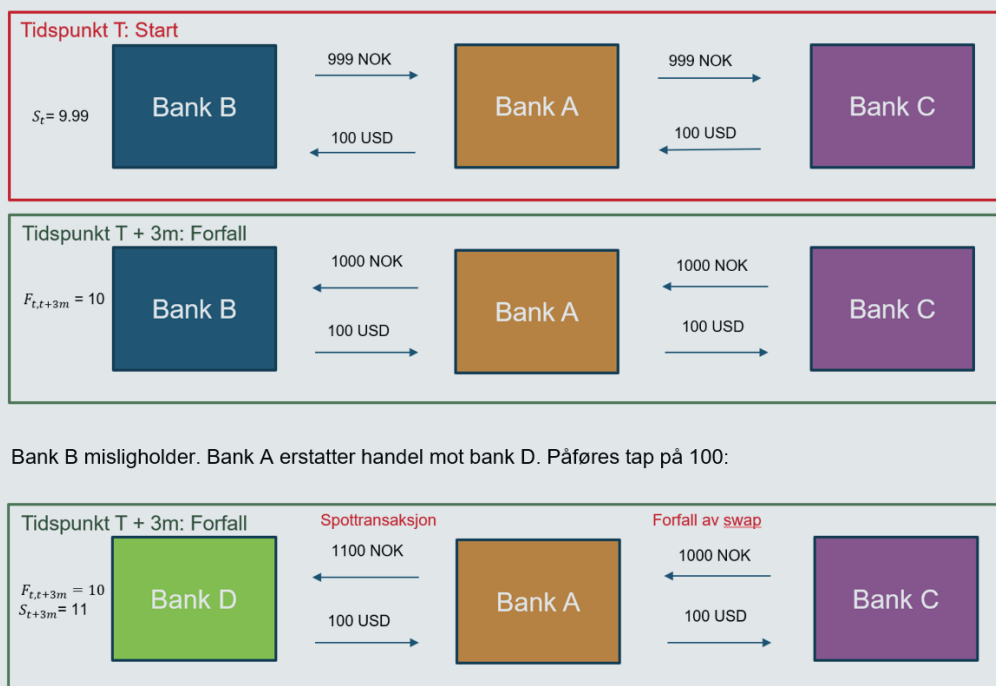 Tidspunkt T: Start
999 NOK
999 NOK
Bank B
Bank A
Bank C
S_t= 9.99
100 USD
100 USD
Tidspunkt T + 3m: Forfall
1000 NOK
1000 NOK
F_{t,t+3m} = 10
Bank B
Bank A
Bank C
100 USD
100 USD
Bank B misligholder. Bank A erstatter handel mot bank D. Påføres tap på 100:
Tidspunkt T + 3m: Forfall
Spottransaksjon
Forfall av swap
1100 NOK
1000 NOK
F_{t,t+3m} = 10
S_{t+3m}= 11
Bank D
Bank A
Bank C
100 USD
100 USD